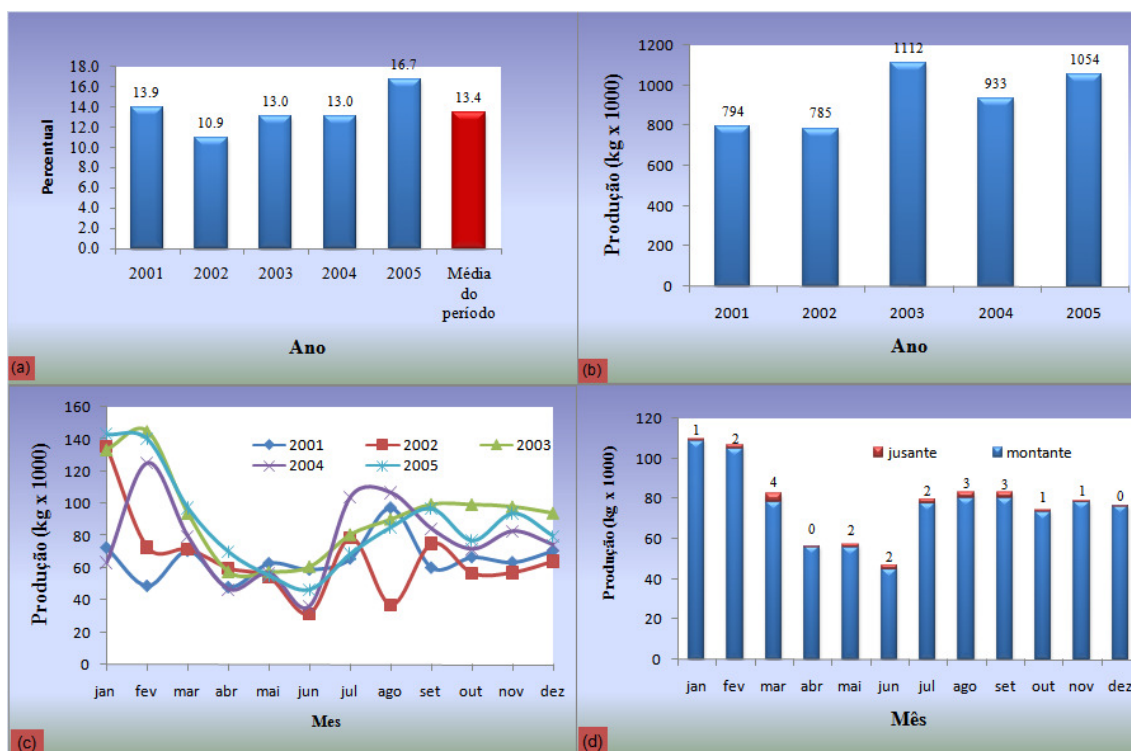 18.0
16.0
14.0
12.0
10.0
8.0
6.0
4.0
2.0
0.0
Percentual
13.9
10.9
13.0
13.0
16.7
13.4
2001
2002
2003
2004
2005
Média
do
período
Ano
(a)
1200
1000
800
600
400
200
0
Produção (kg x 1000)
794
785
1112
933
1054
2001
2002
2003
2004
2005
Ano
(b)
160
140
120
100
80
60
40
20
0
Produção (kg x 1000)
2001
2002
2003
2004
2005
jan
fev
mar
abr
mai
jun
jul
ago
set
out
nov
dez
Mes
(c)
120
100
80
60
40
20
0
Produção (kg x 1000)
1
2
4
0
2
2
2
3
3
1
1
0
jusante
montante
jan
fev
mar
abr
mai
jun
jul
ago
set
out
nov
dez
Mês
(d)